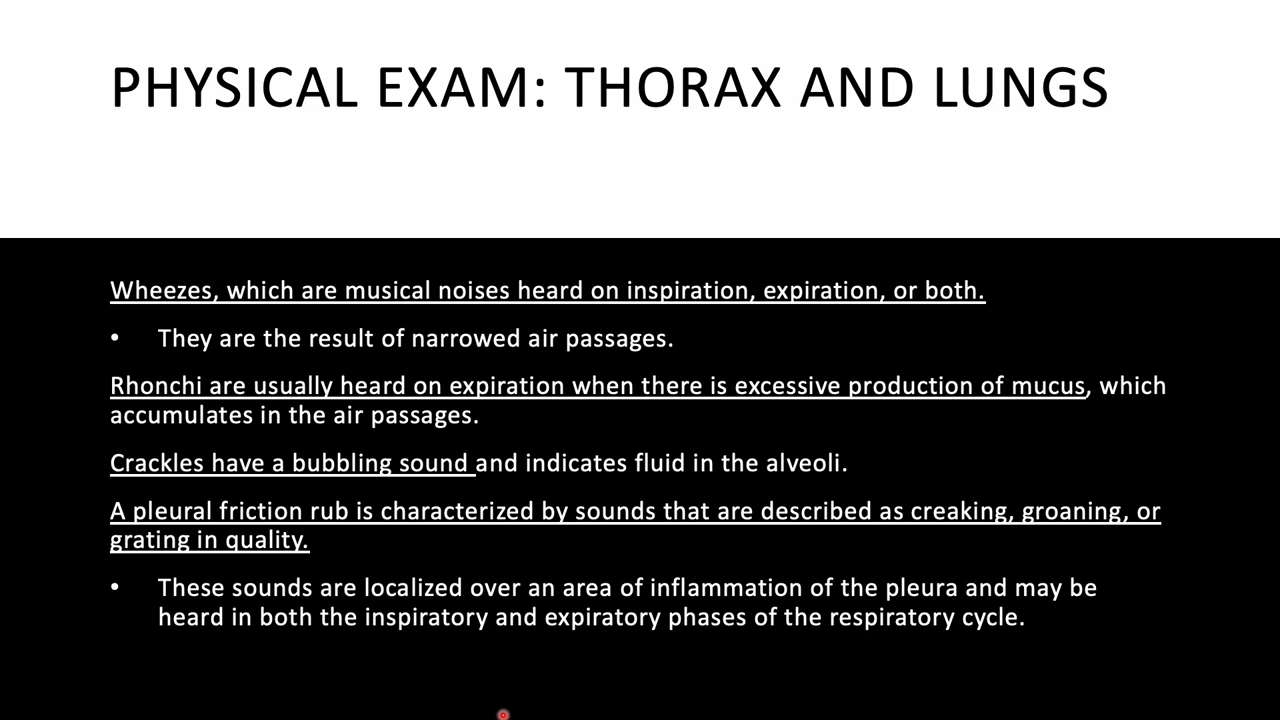 PHYSICAL EXAM: THORAX AND LUNGS
Wheezes, which are musical noises heard on inspiration, expiration, or both.
• They are the result of narrowed air passages.
Rhonchi are usually heard on expiration when there is excessive production of mucus, which
accumulates in the air passages.
Crackles have a bubbling sound and indicates fluid in the alveoli.
A pleural friction rub is characterized by sounds that are described as creaking, groaning, or
grating in quality.
• These sounds are localized over an area of inflammation of the pleura and may be
heard in both the inspiratory and expiratory phases of the respiratory cycle.